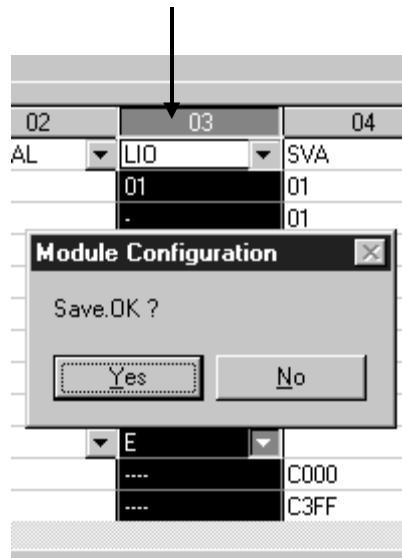 02 03 04
AL LIO SVA
01 01
- 01
Module Configuration
Save.OK ?
Yes No
E
---- C000
---- C3FF